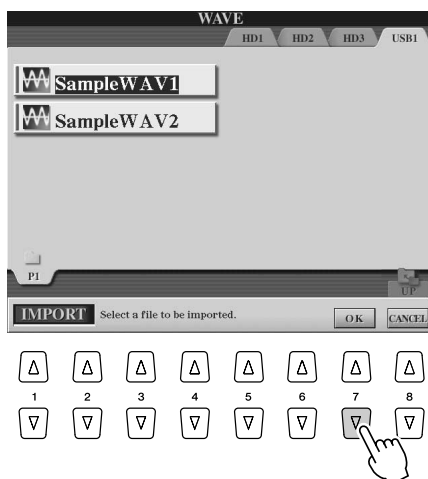 WAVE
HD1 HD2 HD3 USB1
SampleWAV1
SampleWAV2
P1
UP
IMPORT Select a file to be imported. OK CANCEL
1 2 3 4 5 6 7 8